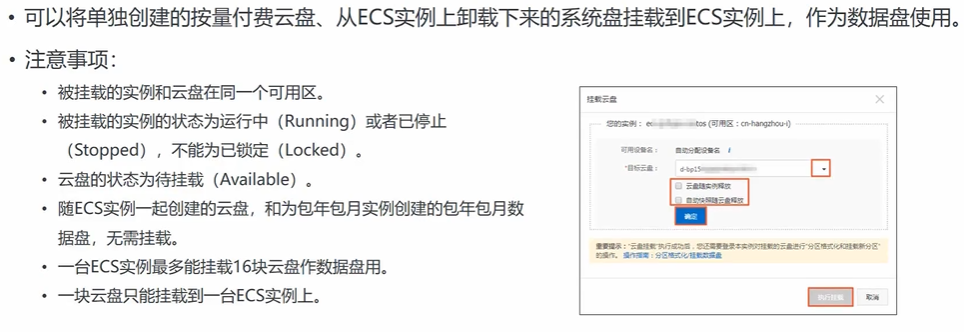 • 可以将单独创建的按量付费云盘、从ECS实例上卸载下来的系统盘挂载到ECS实例上，作为数据盘使用。
• 注意事项：
• 被挂载的实例和云盘在同一个可用区。
• 被挂载的实例的状态为运行中（Running）或者已停止
（Stopped），不能为已锁定（Locked）。
• 云盘的状态为待挂载（Available）。
• 随ECS实例一起创建的云盘，和为包年包月实例创建的包年包月数
据盘，无需挂载。
• 一台ECS实例最多能挂载16块云盘作数据盘用。
• 一块云盘只能挂载到一台ECS实例上。
挂载云盘
您的实例： (可用区：cn-hangzhou-i)
可用设备名： 自动分配设备名 i
*目标云盘： d-bp15
云盘随实例释放
自动快照随云盘释放
确定
重要提示：“云盘挂载”执行成功后，您还需要登录本实例对挂载的云盘进行“分区格式化和挂载新分区”
的操作。 操作指南：分区格式化/挂载数据盘
执行挂载 取消